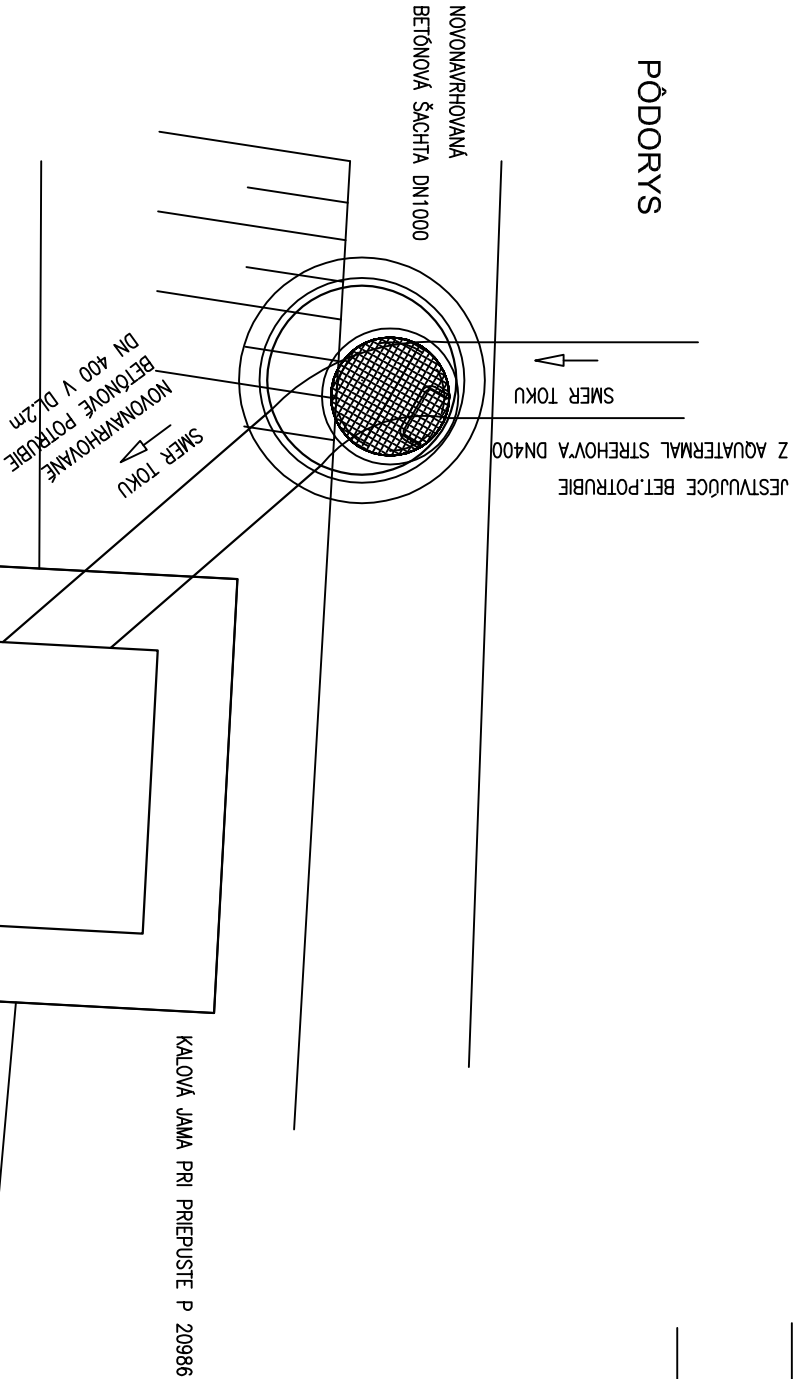 PÔDORYS
NOVONAVRHOVANÁ
BETÓNOVÁ ŠACHTA DN1000
SMER TOKU
JESTVUJÚCE BET.POTRUBIE
Z AQUATERMAL STREHOV'A DN400
SMER TOKU
NOVONAVRHOVANÉ
BETÓNOVÉ POTRUBIE
DN 400 V DĹ.2m
KALOVÁ JAMA PRI PRIEPUSTE P 20986